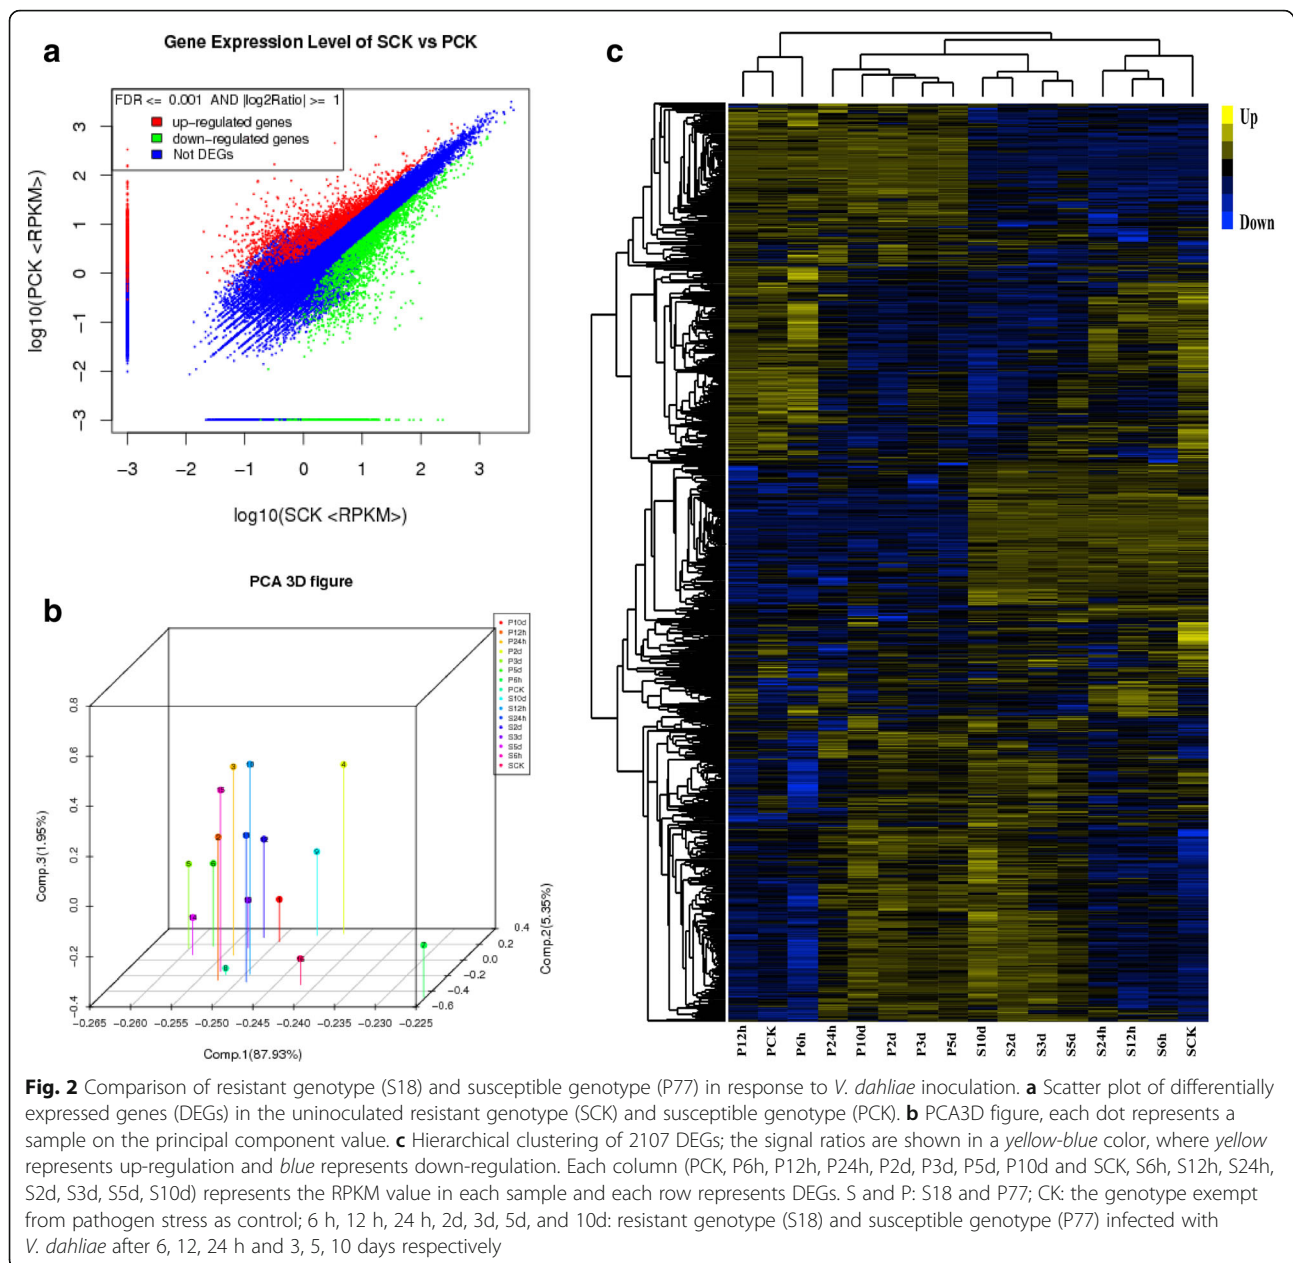 a
Gene Expression Level of SCK vs PCK
FDR <= 0.001 AND |log2Ratio| >= 1
up-regulated genes
down-regulated genes
Not DEGs
log10(PCK <RPKM>)
3
2
1
0
−1
−2
−3
−3 −2 −1 0 1 2 3
log10(SCK <RPKM>)
b
PCA 3D figure
P10d
P12h
P24h
P2d
P3d
P5d
P6h
PCK
S10d
S12h
S24h
S2d
S3d
S5d
S6h
SCK
Comp.3(1.95%)
0.8
0.6
0.4
0.2
0.0
−0.2
−0.4
3
4
2
9
5
6
7
8
0.4
0.2
0.0
−0.2
−0.4
−0.6
Comp.2(5.35%)
−0.265 −0.260 −0.255 −0.250 −0.245 −0.240 −0.230 −0.225
Comp.1(87.93%)
c
Up
Down
P12h PCK P6h P24h P10d P2d P3d P5d S10d S2d S3d S5d S24h S12h S6h SCK
Fig. 2 Comparison of resistant genotype (S18) and susceptible genotype (P77) in response to V. dahliae inoculation. a Scatter plot of differentially
expressed genes (DEGs) in the uninoculated resistant genotype (SCK) and susceptible genotype (PCK). b PCA3D figure, each dot represents a
sample on the principal component value. c Hierarchical clustering of 2107 DEGs; the signal ratios are shown in a yellow-blue color, where yellow
represents up-regulation and blue represents down-regulation. Each column (PCK, P6h, P12h, P24h, P2d, P3d, P5d, P10d and SCK, S6h, S12h, S24h,
S2d, S3d, S5d, S10d) represents the RPKM value in each sample and each row represents DEGs. S and P: S18 and P77; CK: the genotype exempt
from pathogen stress as control; 6 h, 12 h, 24 h, 2d, 3d, 5d, and 10d: resistant genotype (S18) and susceptible genotype (P77) infected with
V. dahliae after 6, 12, 24 h and 3, 5, 10 days respectively